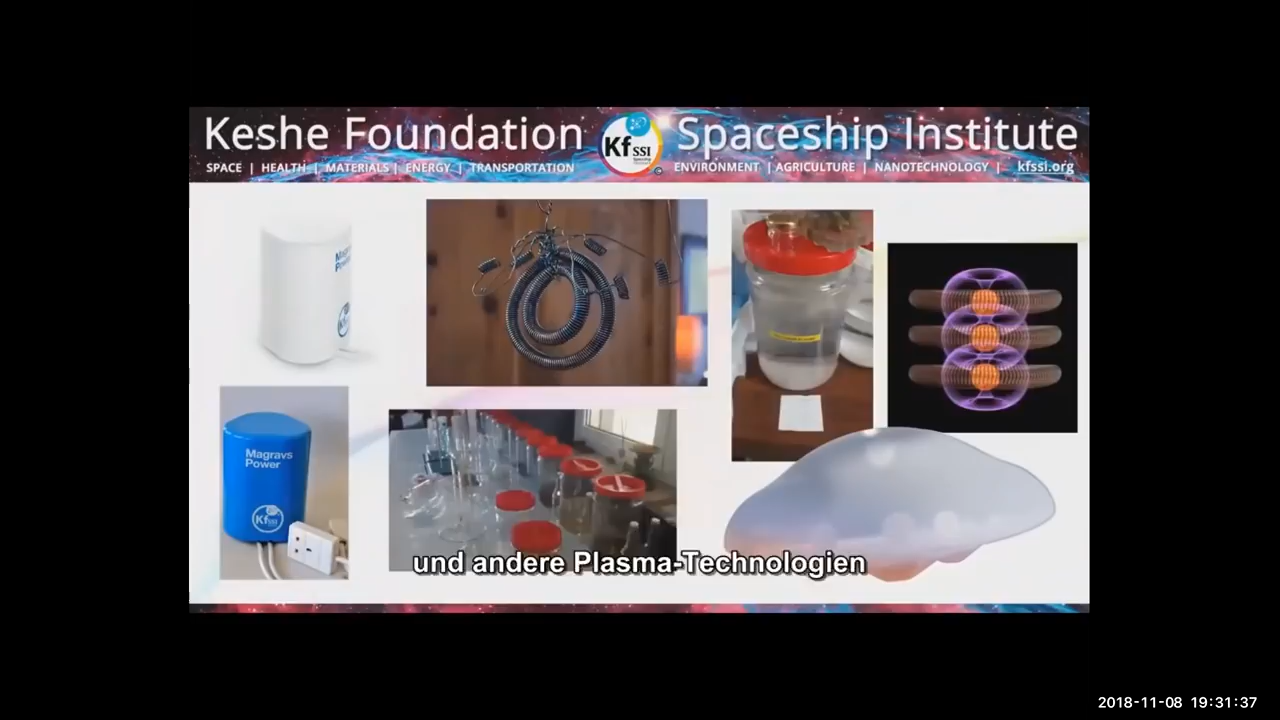 Keshe Foundation
Kf SSI
Spaceship Institute
SPACE | HEALTH | MATERIALS | ENERGY | TRANSPORTATION
ENVIRONMENT | AGRICULTURE | NANOTECHNOLOGY | kfssi.org
Magravs
Power
Kf SSI
und andere Plasma-Technologien
2018-11-08 19:31:37